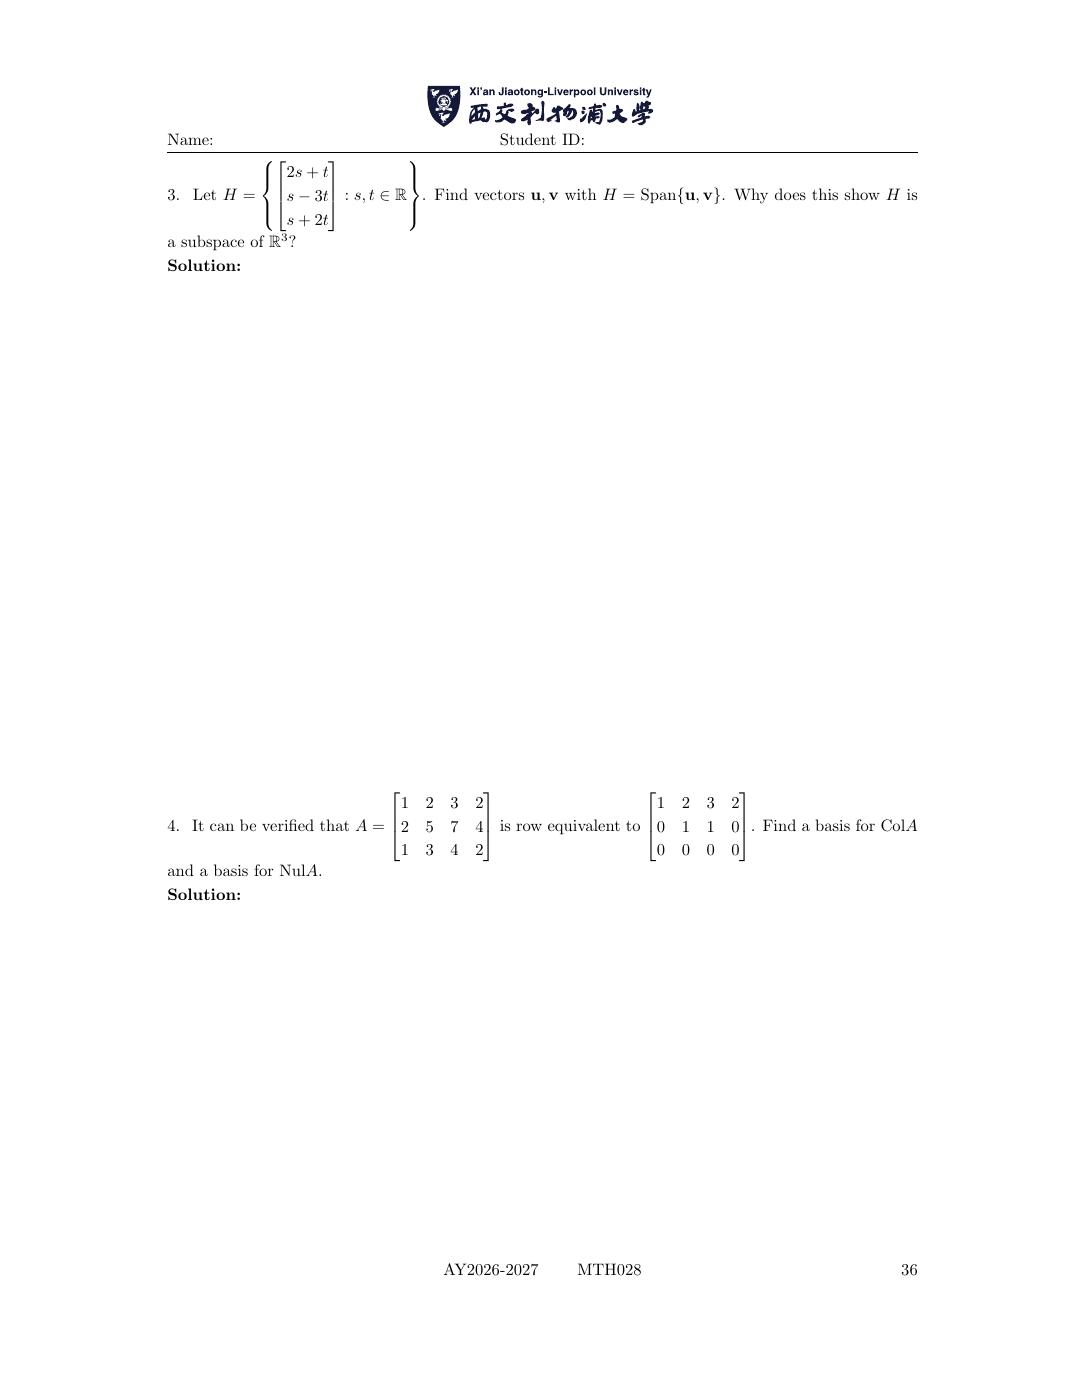 Xi'an Jiaotong-Liverpool University
西交利物浦大學
Name: Student ID:
3. Let H = { [2s + t; s − 3t; s + 2t] : s, t ∈ ℝ }. Find vectors u, v with H = Span{u, v}. Why does this show H is
a subspace of ℝ³?
Solution:
4. It can be verified that A = [1 2 3 2; 2 5 7 4; 1 3 4 2] is row equivalent to [1 2 3 2; 0 1 1 0; 0 0 0 0]. Find a basis for ColA
and a basis for NulA.
Solution:
AY2026-2027 MTH028 36